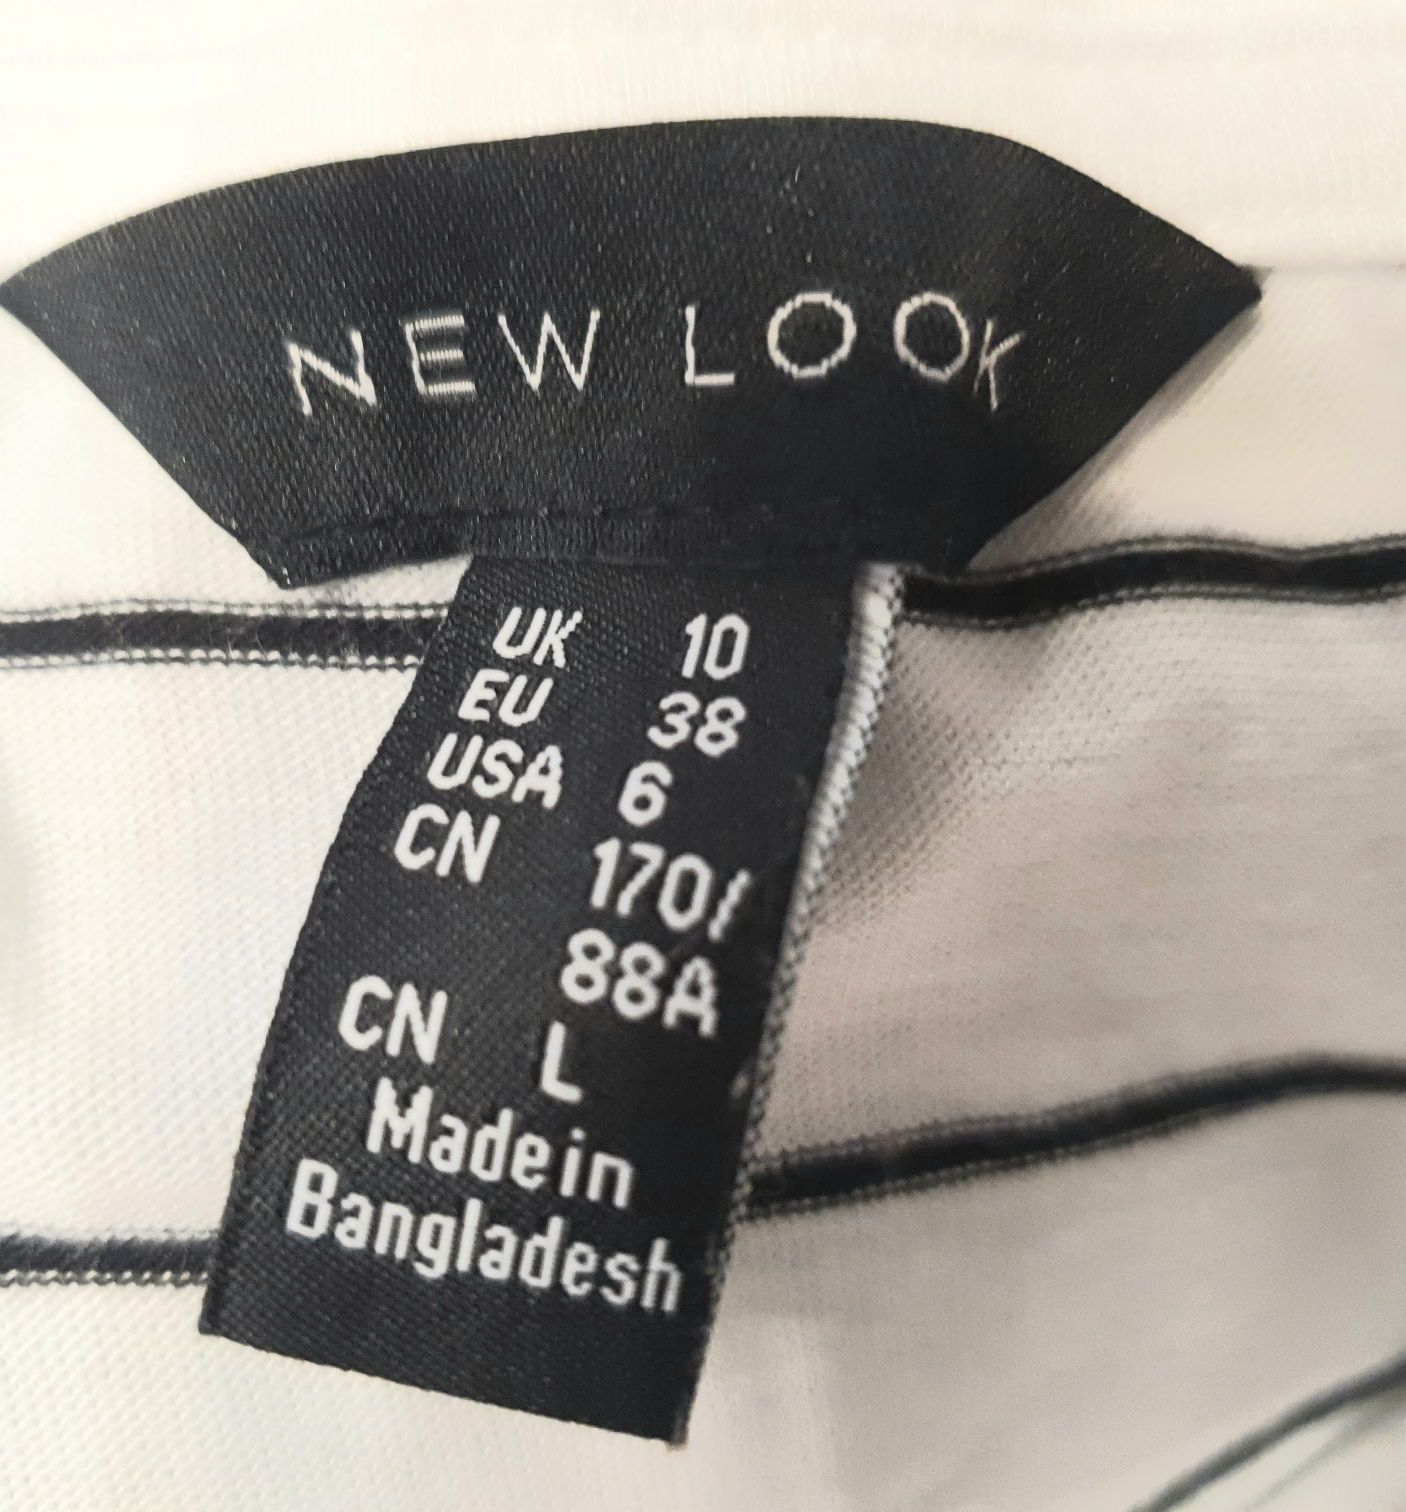 NEW LOOK
UK 10
EU 38
USA 6
CN 170/
88A
CN L
Made in
Bangladesh